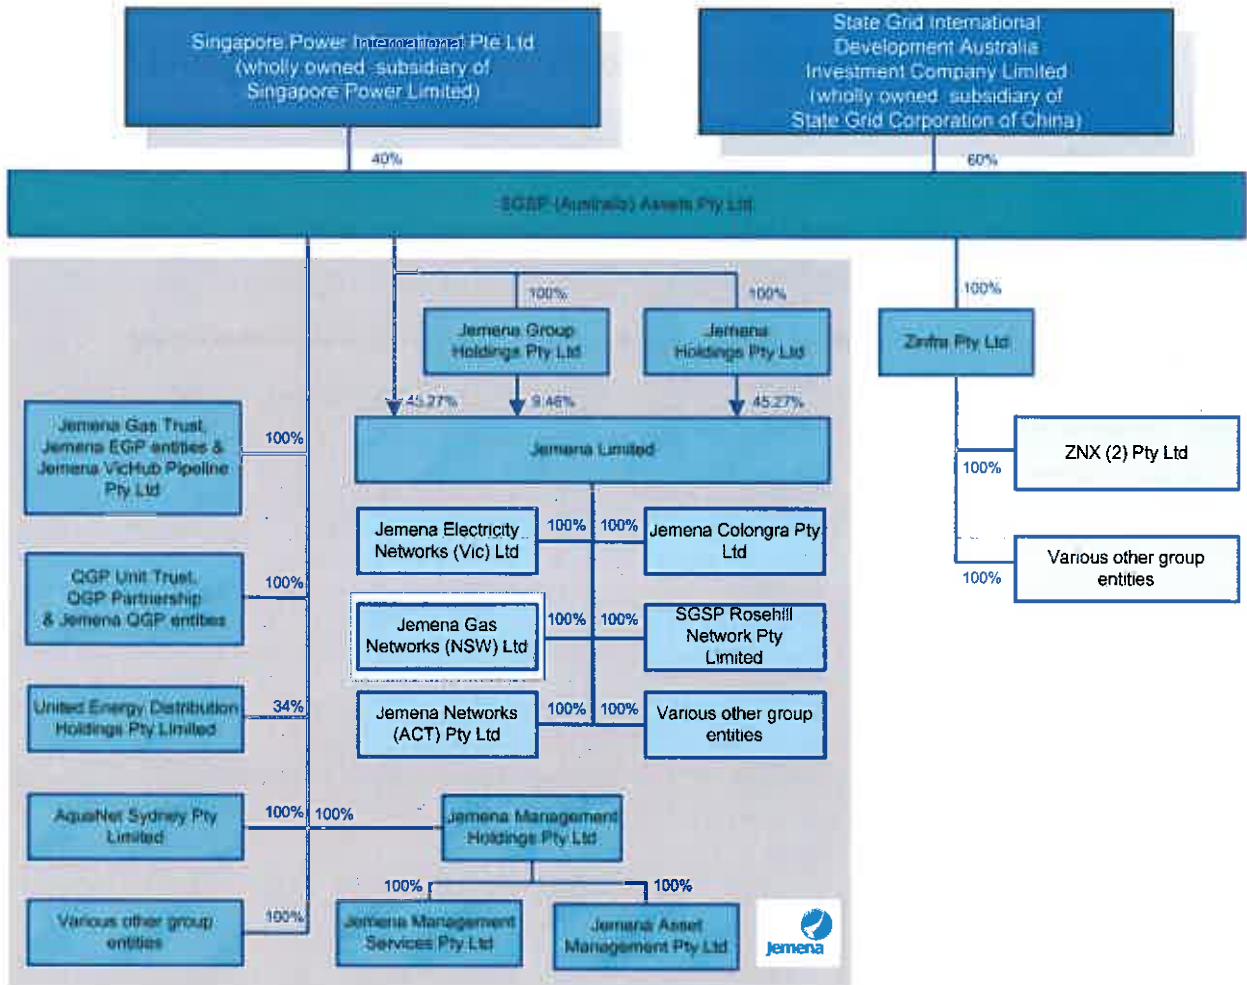 Singapore Power International Pte Ltd
(wholly owned subsidiary of
Singapore Power Limited)
State Grid International
Development Australia
Investment Company Limited
(wholly owned subsidiary of
State Grid Corporation of China)
40%
60%
SGSP (Australia) Assets Pty Ltd
100%
100%
100%
Jemena Group
Holdings Pty Ltd
Jemena
Holdings Pty Ltd
Zinfra Pty Ltd
45.27%
9.46%
45.27%
Jemena Gas Trust,
Jemena EGP entities &
Jemena VicHub Pipeline
Pty Ltd
100%
Jemena Limited
100%
ZNX (2) Pty Ltd
Jemena Electricity
Networks (Vic) Ltd
100%
100%
Jemena Colongra Pty
Ltd
QGP Unit Trust,
QGP Partnership
& Jemena QGP entities
100%
100%
Various other group
entities
Jemena Gas
Networks (NSW) Ltd
100%
100%
SGSP Rosehill
Network Pty
Limited
United Energy Distribution
Holdings Pty Limited
34%
Jemena Networks
(ACT) Pty Ltd
100%
100%
Various other group
entities
AquaNet Sydney Pty
Limited
100%
100%
Jemena Management
Holdings Pty Ltd
100%
100%
Various other group
entities
100%
Jemena Management
Services Pty Ltd
Jemena Asset
Management Pty Ltd
Jemena